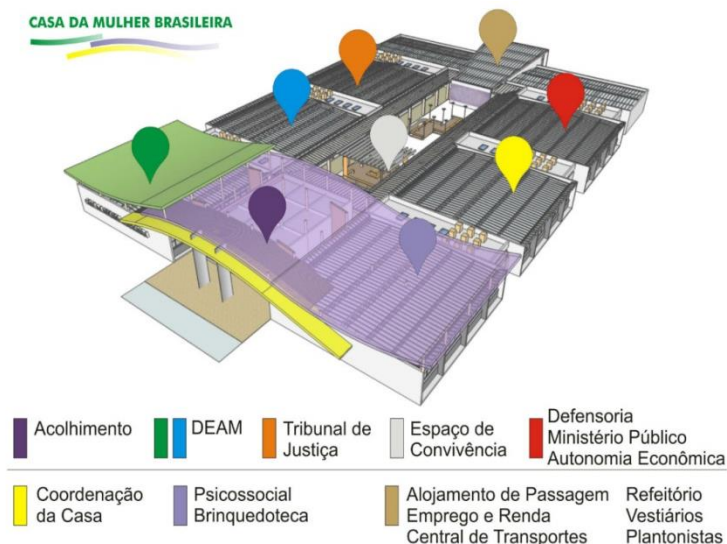 CASA DA MULHER BRASILEIRA
Acolhimento
DEAM
Tribunal de
Justiça
Espaço de
Convivência
Defensoria
Ministério Público
Autonomia Econômica
Coordenação
da Casa
Psicossocial
Brinquedoteca
Alojamento de Passagem
Emprego e Renda
Central de Transportes
Refeitório
Vestiários
Plantonistas